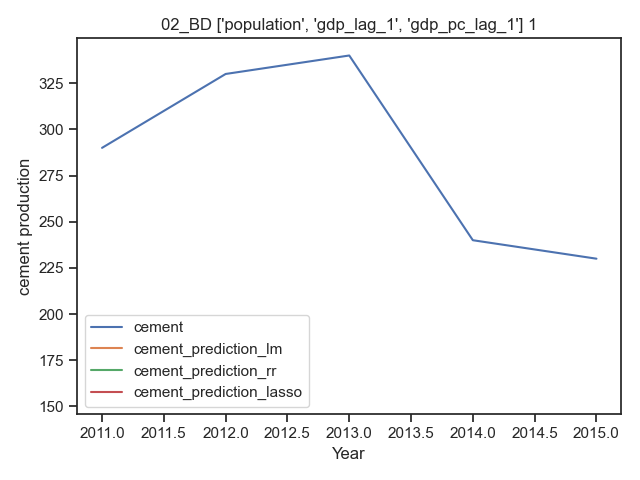 02_BD ['population', 'gdp_lag_1', 'gdp_pc_lag_1'] 1
cement production
325
300
275
250
225
200
175
150
cement
cement_prediction_lm
cement_prediction_rr
cement_prediction_lasso
2011.0 2011.5 2012.0 2012.5 2013.0 2013.5 2014.0 2014.5 2015.0
Year